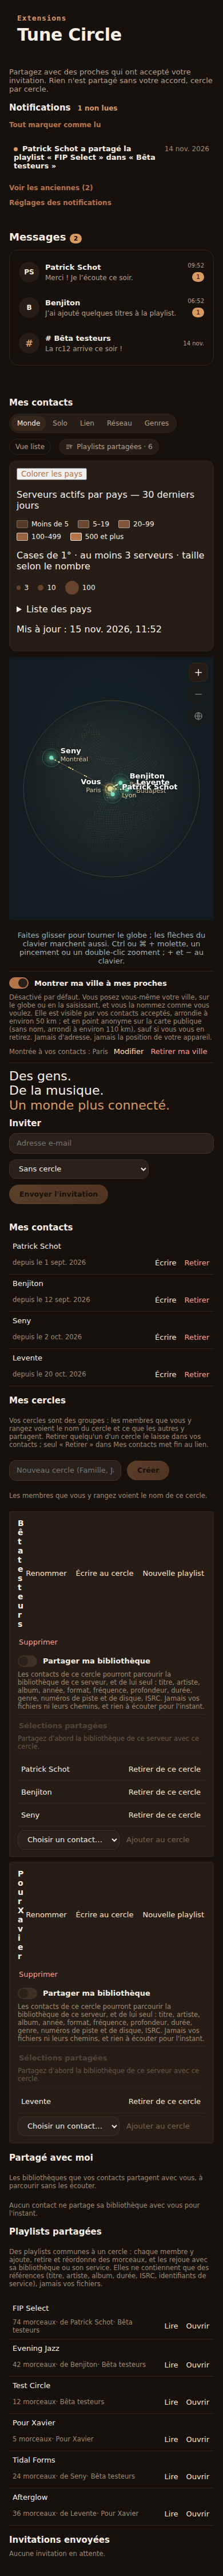 Extensions
Tune Circle
Partagez avec des proches qui ont accepté votre
invitation. Rien n'est partagé sans votre accord, cercle
par cercle.
Notifications 1 non lues
Tout marquer comme lu
Patrick Schot a partagé la
playlist « FIP Select » dans « Bêta
testeurs »
14 nov. 2026
Voir les anciennes (2)
Réglages des notifications
Messages 2
PS Patrick Schot 09:52
Merci ! Je l'écoute ce soir. 1
B Benjiton 06:52
J'ai ajouté quelques titres à la playlist. 1
# # Bêta testeurs
La rc12 arrive ce soir ! 14 nov.
Mes contacts
Monde Solo Lien Réseau Genres
Vue liste Playlists partagées · 6
Colorer les pays
Serveurs actifs par pays — 30 derniers
jours
Moins de 5 5–19 20–99
100–499 500 et plus
Cases de 1° · au moins 3 serveurs · taille
selon le nombre
3 10 100
Liste des pays
Mis à jour : 15 nov. 2026, 11:52
+
−
Seny
Montréal
Vous
Paris
Benjiton
Levente
Patrick Schot
Budapest
Lyon
Faites glisser pour tourner le globe ; les flèches du
clavier marchent aussi. Ctrl ou ⌘ + molette, un
pincement ou un double-clic zooment ; + et − au
clavier.
Montrer ma ville à mes proches
Désactivé par défaut. Vous posez vous-même votre ville, sur
le globe ou en la saisissant, et vous la nommez comme vous
voulez. Elle est visible par vos contacts acceptés, arrondie à
environ 50 km ; et en point anonyme sur la carte publique
(sans nom, arrondi à environ 110 km), sauf si vous vous en
retirez. Jamais d'adresse, jamais la position de votre appareil.
Montrée à vos contacts : Paris Modifier Retirer ma ville
Des gens.
De la musique.
Un monde plus connecté.
Inviter
Adresse e-mail
Sans cercle
Envoyer l'invitation
Mes contacts
Patrick Schot
depuis le 1 sept. 2026 Écrire Retirer
Benjiton
depuis le 12 sept. 2026 Écrire Retirer
Seny
depuis le 2 oct. 2026 Écrire Retirer
Levente
depuis le 20 oct. 2026 Écrire Retirer
Mes cercles
Vos cercles sont des groupes : les membres que vous y
rangez voient le nom du cercle et ce que les autres y
partagent. Retirer quelqu'un d'un cercle le laisse dans vos
contacts ; seul « Retirer » dans Mes contacts met fin au lien.
Nouveau cercle (Famille, J Créer
Les membres que vous y rangez voient le nom de ce cercle.
Bêta testeurs
Renommer Écrire au cercle Nouvelle playlist
Supprimer
Partager ma bibliothèque
Les contacts de ce cercle pourront parcourir la
bibliothèque de ce serveur, et de lui seul : titre, artiste,
album, année, format, fréquence, profondeur, durée,
genre, numéros de piste et de disque, ISRC. Jamais vos
fichiers ni leurs chemins, et rien à écouter pour l'instant.
Sélections partagées
Partagez d'abord la bibliothèque de ce serveur avec ce
cercle.
Patrick Schot Retirer de ce cercle
Benjiton Retirer de ce cercle
Seny Retirer de ce cercle
Choisir un contact… Ajouter au cercle
Pour Xavier
Renommer Écrire au cercle Nouvelle playlist
Supprimer
Partager ma bibliothèque
Les contacts de ce cercle pourront parcourir la
bibliothèque de ce serveur, et de lui seul : titre, artiste,
album, année, format, fréquence, profondeur, durée,
genre, numéros de piste et de disque, ISRC. Jamais vos
fichiers ni leurs chemins, et rien à écouter pour l'instant.
Sélections partagées
Partagez d'abord la bibliothèque de ce serveur avec ce
cercle.
Levente Retirer de ce cercle
Choisir un contact… Ajouter au cercle
Partagé avec moi
Les bibliothèques que vos contacts partagent avec vous, à
parcourir sans les écouter.
Aucun contact ne partage sa bibliothèque avec vous pour
l'instant.
Playlists partagées
Des playlists communes à un cercle : chaque membre y
ajoute, retire et réordonne des morceaux, et les rejoue avec
sa bibliothèque ou son service. Elles ne contiennent que des
références (titre, artiste, album, durée, ISRC, identifiants de
service), jamais vos fichiers.
FIP Select
74 morceaux· de Patrick Schot· Bêta
testeurs Lire Ouvrir
Evening Jazz
42 morceaux· de Benjiton· Bêta testeurs Lire Ouvrir
Test Circle
12 morceaux· Bêta testeurs Lire Ouvrir
Pour Xavier
5 morceaux· Pour Xavier Lire Ouvrir
Tidal Forms
24 morceaux· de Seny· Bêta testeurs Lire Ouvrir
Afterglow
36 morceaux· de Levente· Pour Xavier Lire Ouvrir
Invitations envoyées
Aucune invitation en attente.